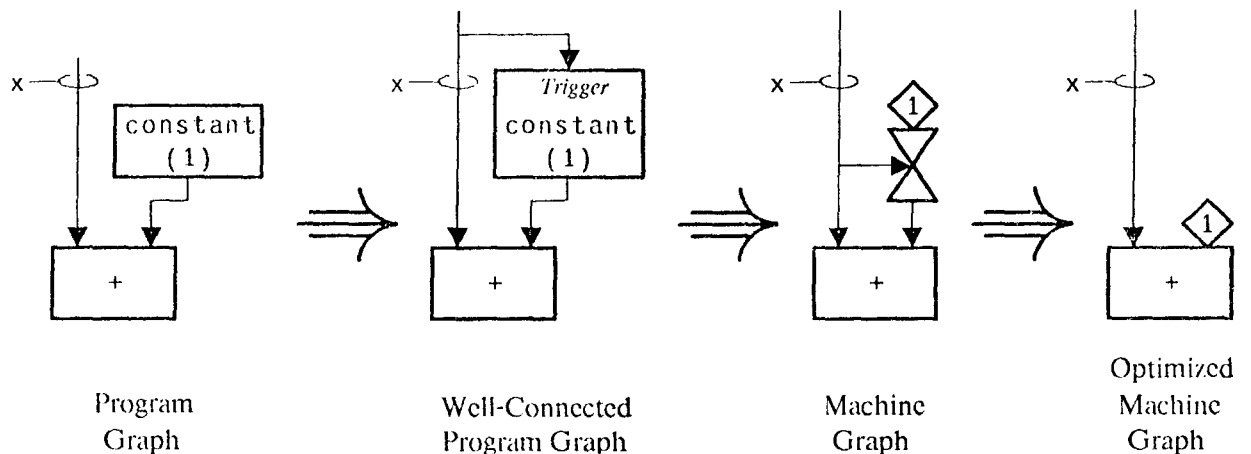 x
constant
(1)
+
Program
Graph
x
Trigger
constant
(1)
+
Well-Connected
Program Graph
x
1
+
Machine
Graph
x
1
+
Optimized
Machine
Graph